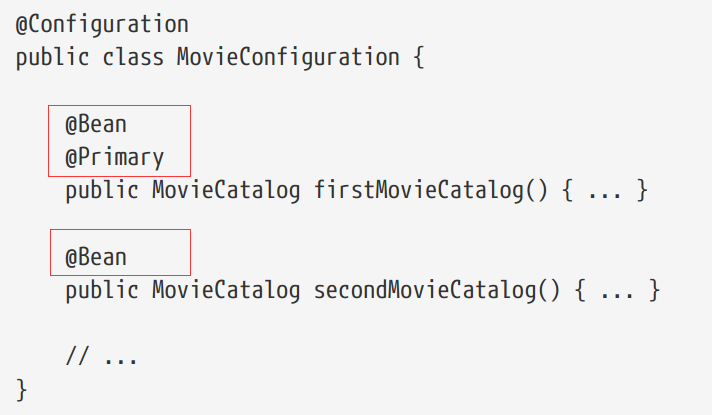 @Configuration
public class MovieConfiguration {
@Bean
@Primary
public MovieCatalog firstMovieCatalog() { ... }
@Bean
public MovieCatalog secondMovieCatalog() { ... }
// ...
}